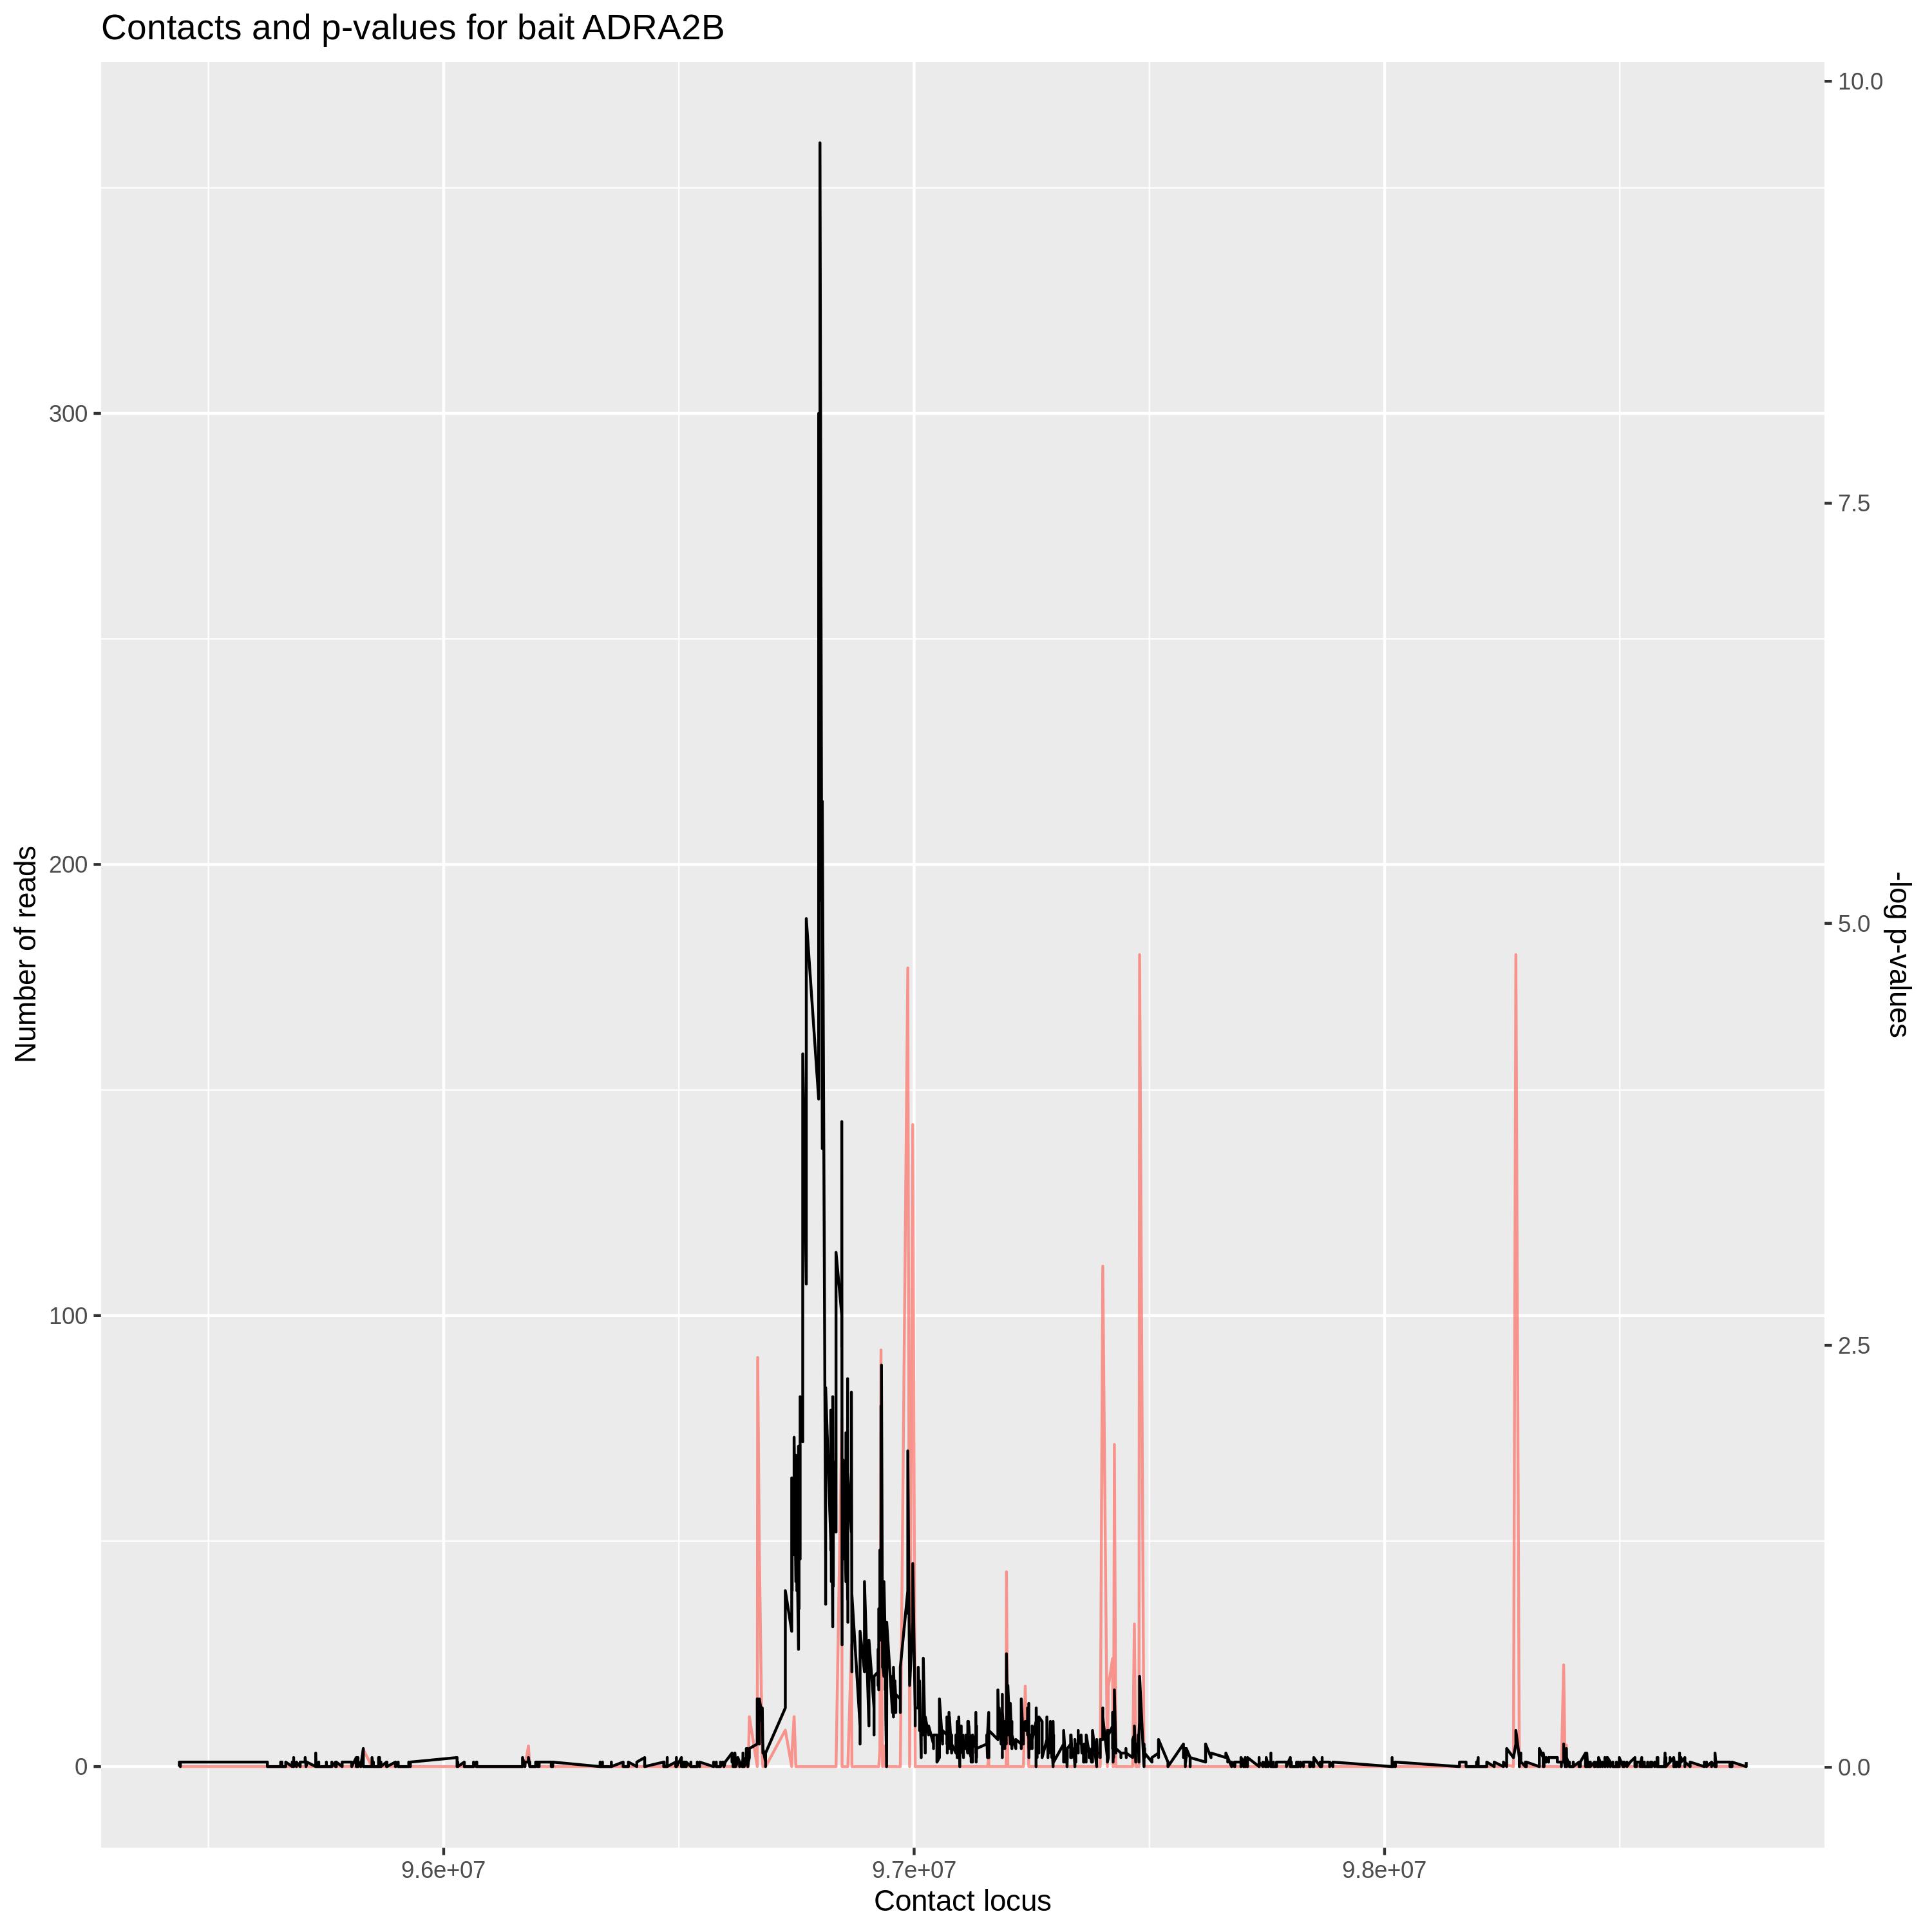 Contacts and p-values for bait ADRA2B
10.0
7.5
5.0
2.5
0.0
300
200
100
0
Number of reads
-log p-values
9.6e+07
9.7e+07
9.8e+07
Contact locus